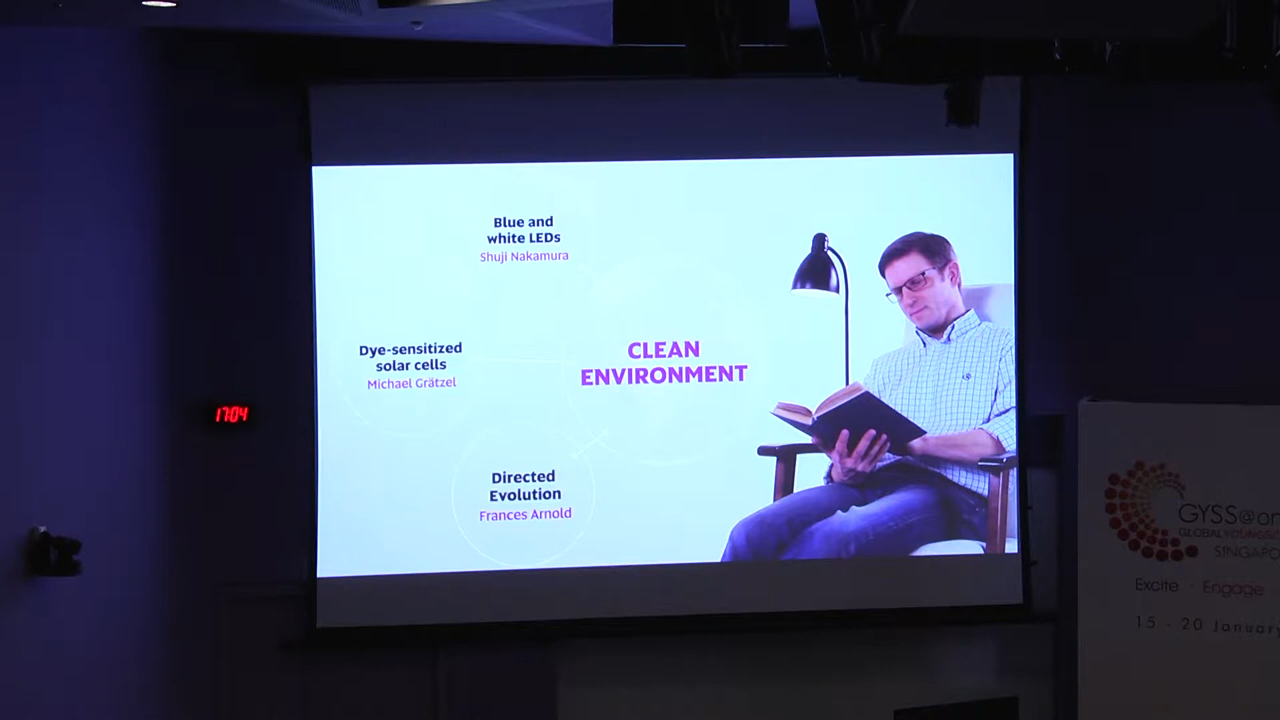 Blue and
white LEDs
Shuji Nakamura
Dye-sensitized
solar cells
Michael Grätzel
CLEAN
ENVIRONMENT
Directed
Evolution
Frances Arnold
17:04
GYSS@on
SINGAPO
Excite · Engage
15 - 20 January